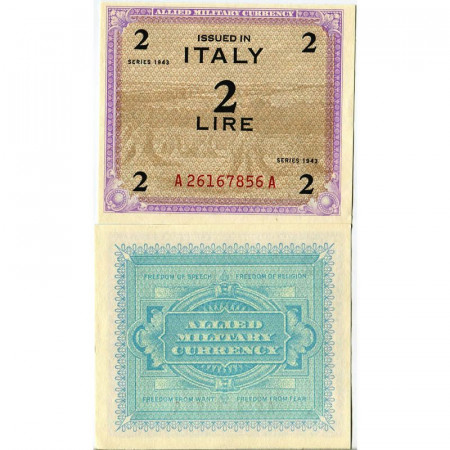 ALLIED MILITARY CURRENCY
2 ISSUED IN 2
ITALY
SERIES 1943
2
LIRE
SERIES 1943
2 A 26167856 A 2
FREEDOM OF SPEECH FREEDOM OF RELIGION
ALLIED
MILITARY
CURRENCY
FREEDOM FROM WANT FREEDOM FROM FEAR